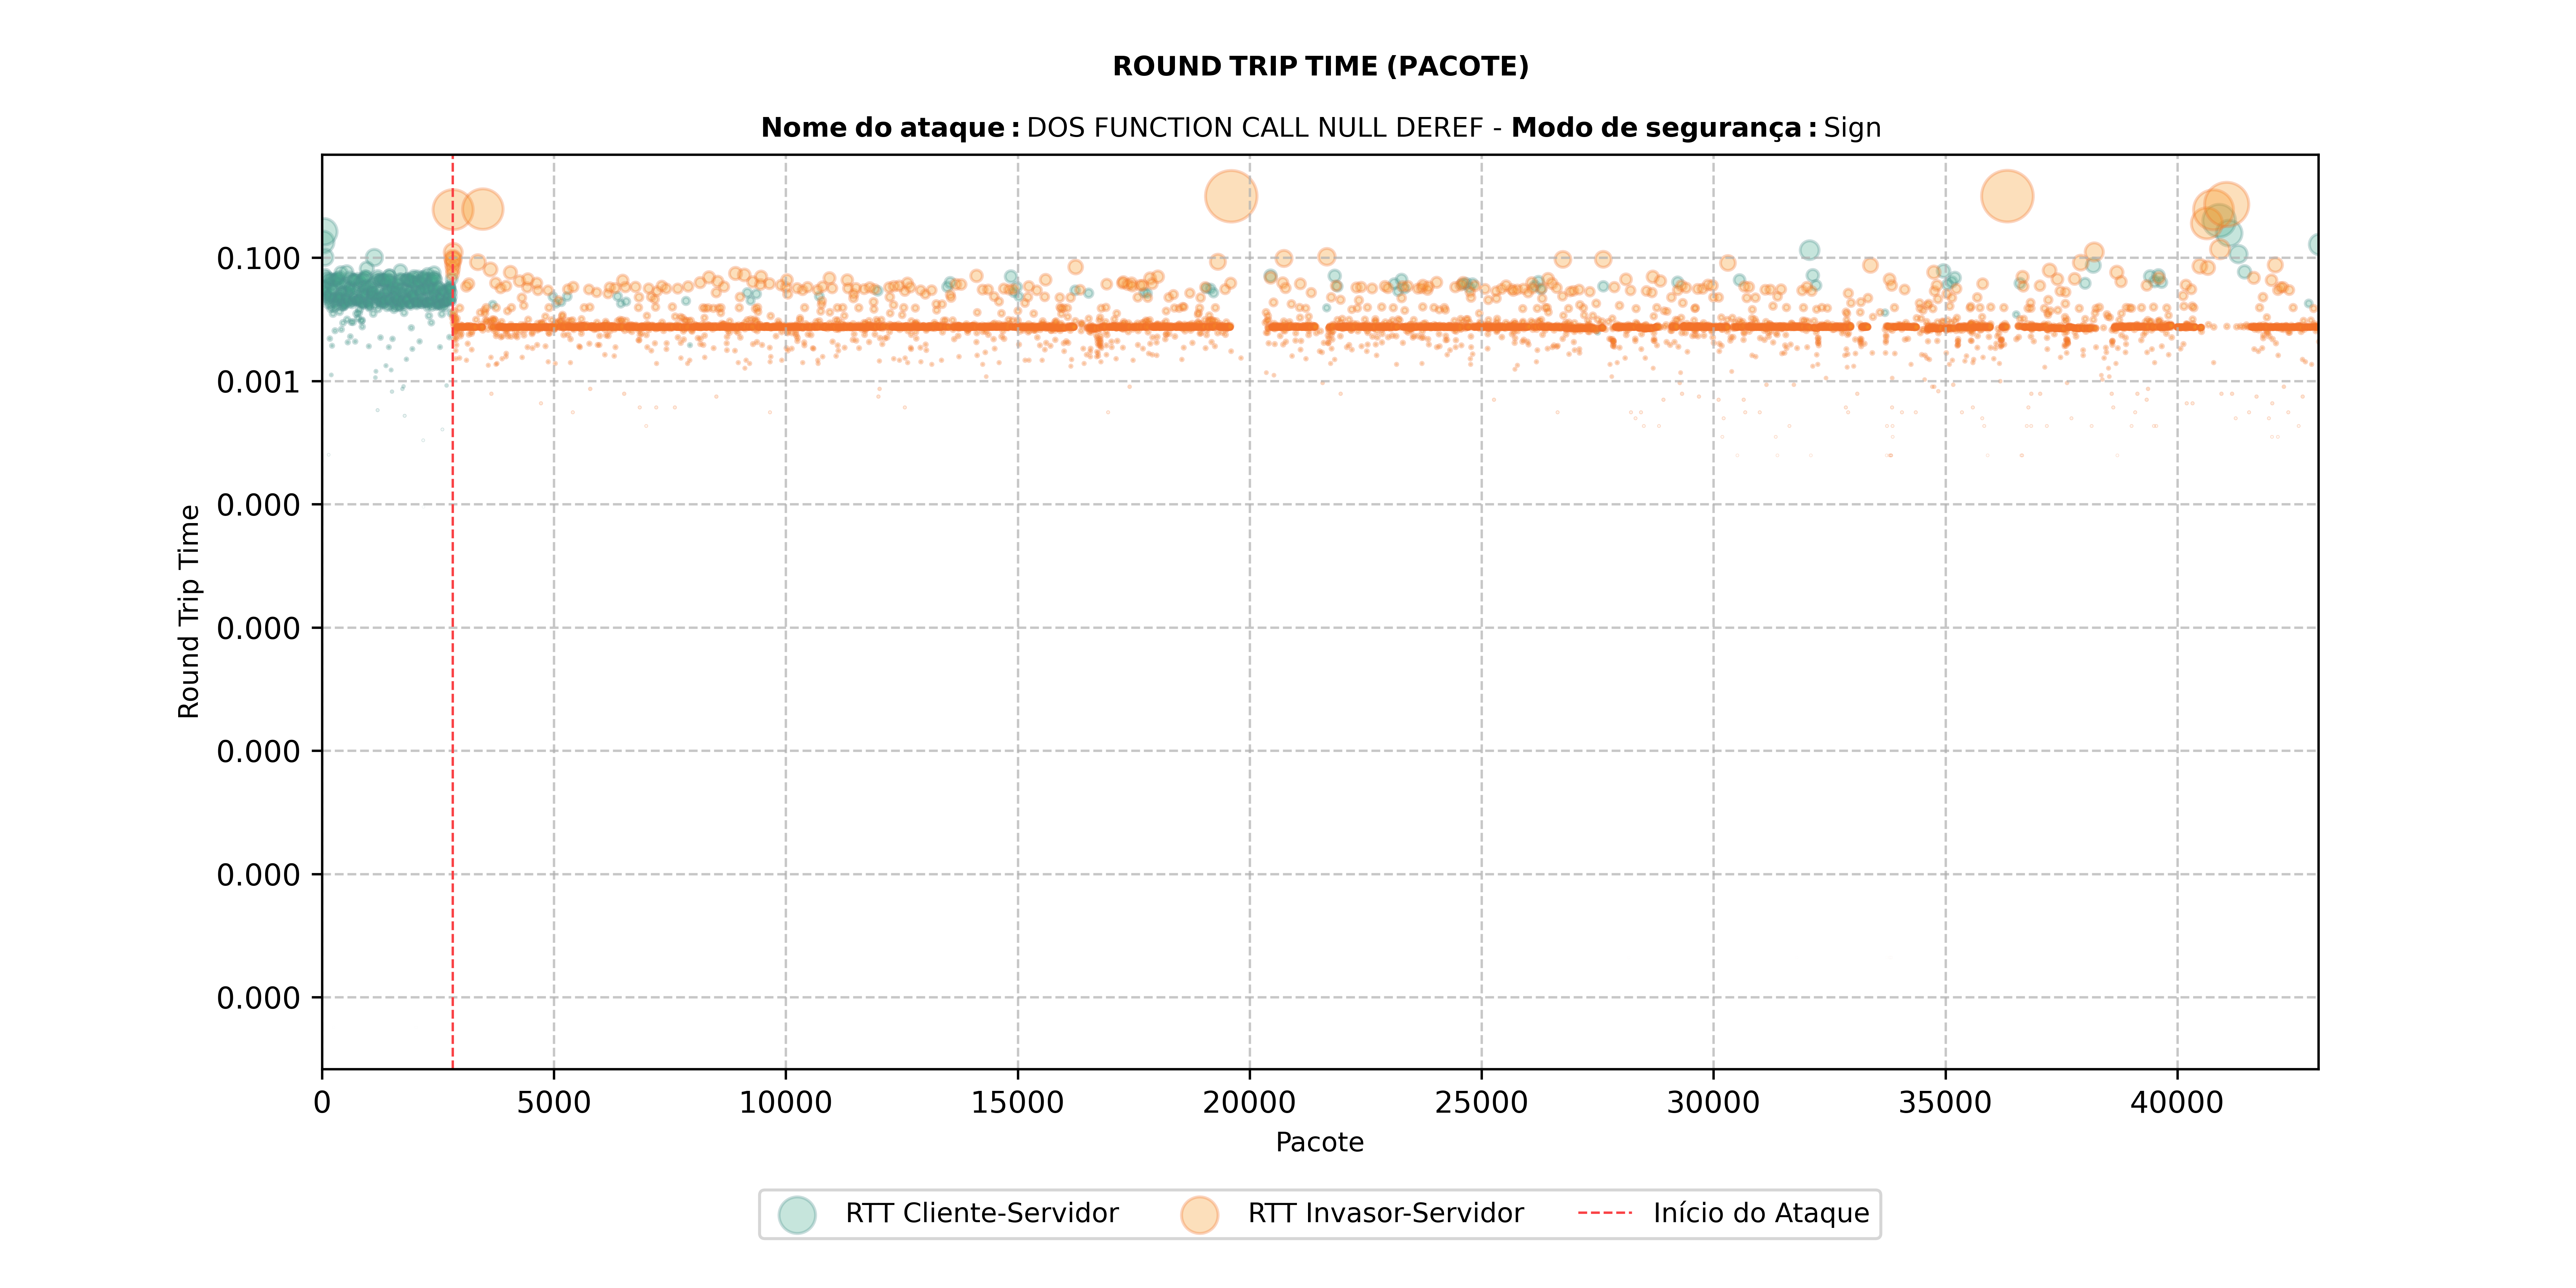 ROUND TRIP TIME (PACOTE)
Nome do ataque : DOS FUNCTION CALL NULL DEREF - Modo de segurança : Sign
Round Trip Time
0.100
0.001
0.000
0.000
0.000
0.000
0.000
0 5000 10000 15000 20000 25000 30000 35000 40000
Pacote
RTT Cliente-Servidor RTT Invasor-Servidor Início do Ataque